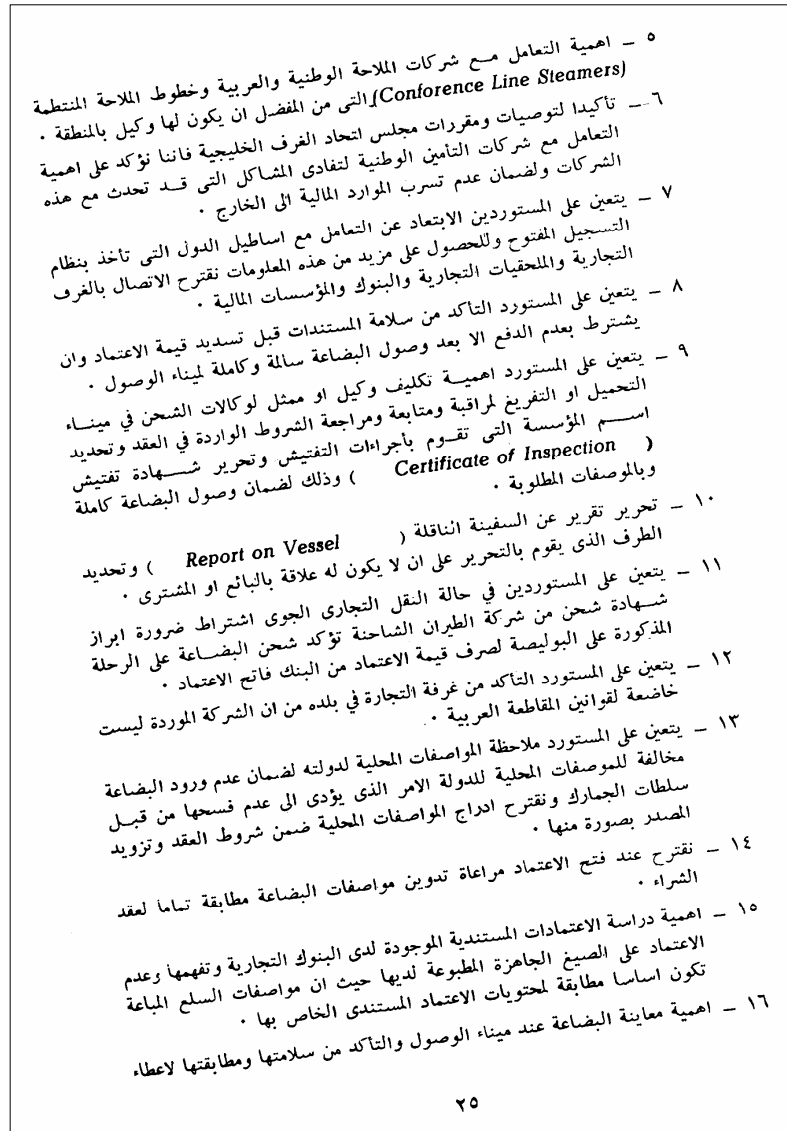 ٥ – اهمية التعامل مع شركات الملاحة الوطنية والعربية وخطوط الملاحة المنتظمة
(Conforence Line Steamers) التى من المفضل ان يكون لها وكيل بالمنطقة .
٦ – تأكيدا لتوصيات ومقررات مجلس اتحاد الغرف الخليجية فاننا نؤكد على اهمية
التعامل مع شركات التأمين الوطنية لتفادى المشاكل التى قد تحدث مع هذه
الشركات ولضمان عدم تسرب الموارد المالية الى الخارج .
٧ – يتعين على المستوردين الابتعاد عن التعامل مع اساطيل الدول التى تأخذ بنظام
التسجيل المفتوح وللحصول على مزيد من هذه المعلومات نقترح الاتصال بالغرف
التجارية والملحقيات التجارية والبنوك والمؤسسات المالية .
٨ – يتعين على المستورد التأكد من سلامة المستندات قبل تسديد قيمة الاعتماد وان
يشترط بعدم الدفع الا بعد وصول البضاعة سالمة وكاملة لميناء الوصول .
٩ – يتعين على المستورد اهمية تكليف وكيل او ممثل لوكالات الشحن في ميناء
التحميل او التفريغ لمراقبة ومتابعة ومراجعة الشروط الواردة في العقد وتحديد
اسم المؤسسة التى تقوم بأجراءات التفتيش وتحرير شهادة تفتيش
( Certificate of Inspection ) وذلك لضمان وصول البضاعة كاملة
وبالموصفات المطلوبة .
١٠ – تحرير تقرير عن السفينة الناقلة ( Report on Vessel ) وتحديد
الطرف الذى يقوم بالتحرير على ان لا يكون له علاقة بالبائع او المشترى .
١١ – يتعين على المستوردين في حالة النقل التجارى الجوى اشتراط ضرورة ابراز
شهادة شحن من شركة الطيران الشاحنة تؤكد شحن البضاعة على الرحلة
المذكورة على البوليصة لصرف قيمة الاعتماد من البنك فاتح الاعتماد .
١٢ – يتعين على المستورد التأكد من غرفة التجارة في بلده من ان الشركة الموردة ليست
خاضعة لقوانين المقاطعة العربية .
١٣ – يتعين على المستورد ملاحظة المواصفات المحلية لدولته لضمان عدم ورود البضاعة
مخالفة للموصفات المحلية للدولة الامر الذى يؤدى الى عدم فسحها من قبل
سلطات الجمارك ونقترح ادراج المواصفات المحلية ضمن شروط العقد وتزويد
المصدر بصورة منها .
١٤ – نقترح عند فتح الاعتماد مراعاة تدوين مواصفات البضاعة مطابقة تماما لعقد
الشراء .
١٥ – اهمية دراسة الاعتمادات المستندية الموجودة لدى البنوك التجارية وتفهمها وعدم
الاعتماد على الصيغ الجاهزة المطبوعة لديها حيث ان مواصفات السلع المباعة
تكون اساسا مطابقة لمحتويات الاعتماد المستندى الخاص بها .
١٦ – اهمية معاينة البضاعة عند ميناء الوصول والتأكد من سلامتها ومطابقتها لاعطاء
٢٥